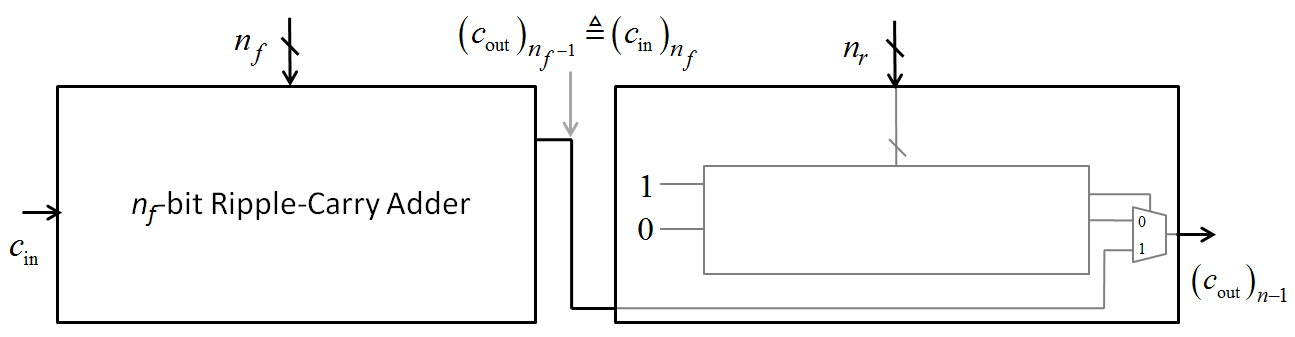 n_f
(c_out)_{n_f−1} ≜ (c_in)_{n_f}
n_r
n_f-bit Ripple-Carry Adder
c_in
1
0
0
1
(c_out)_{n−1}